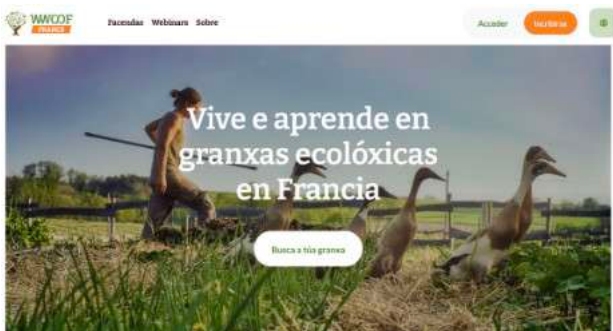 WWOOF
FRANCE
Facendas Webinars Sobre
Acceder
Inscribirse
Vive e aprende en
granxas ecolóxicas
en Francia
Busca a túa granxa